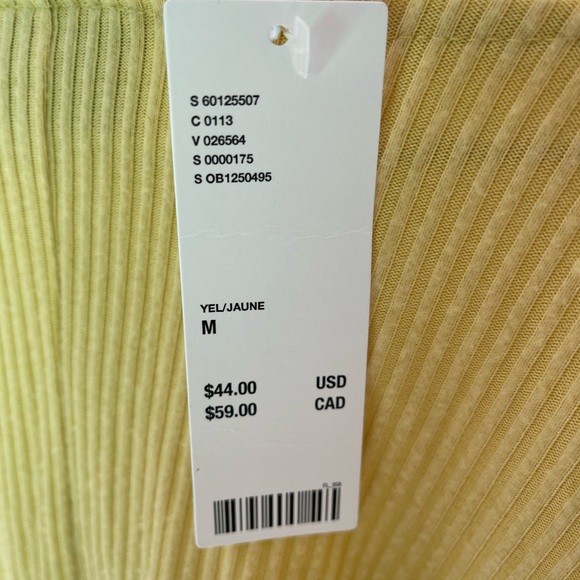 S 60125507
C 0113
V 026564
S 0000175
S OB1250495
YEL/JAUNE
M
$44.00 USD
$59.00 CAD